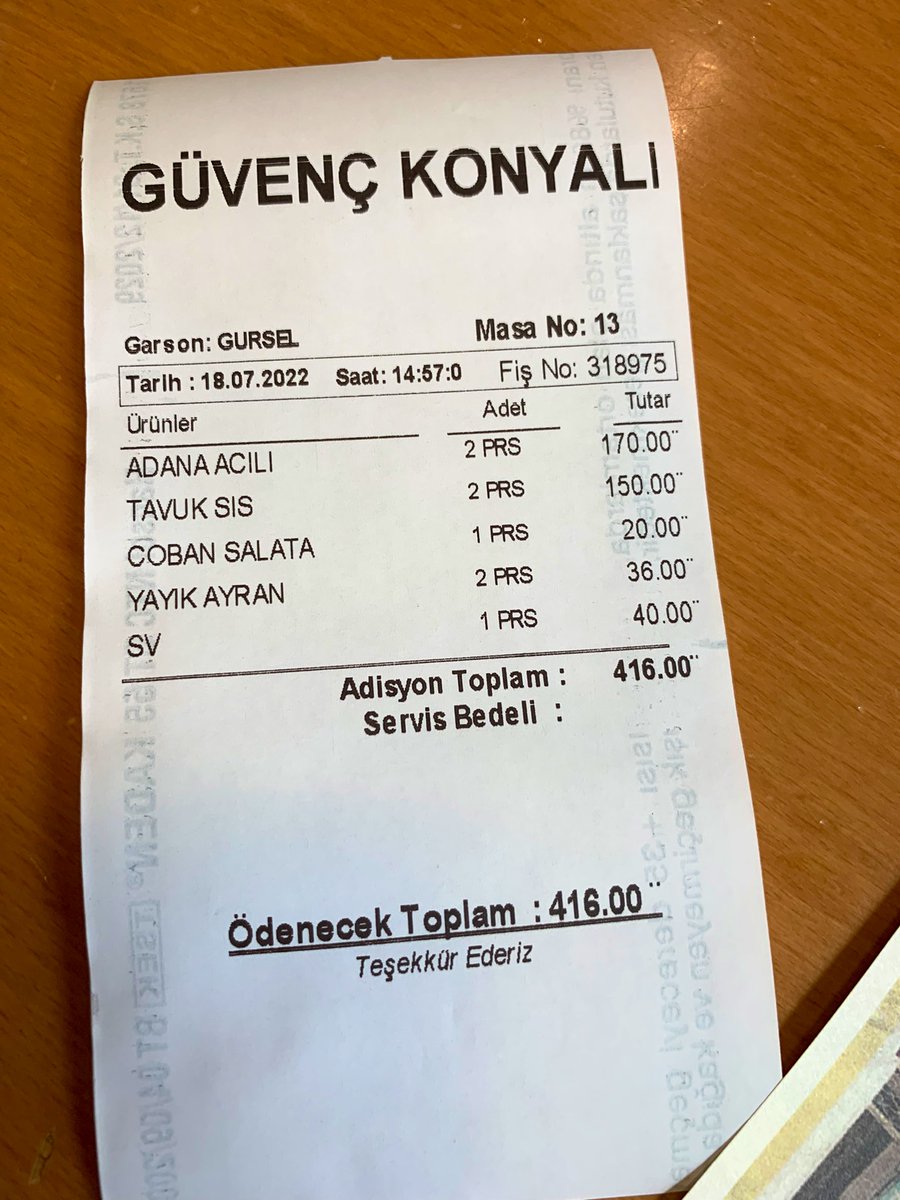 GÜVENÇ KONYALI
Garson: GURSEL Masa No: 13
Tarih : 18.07.2022 Saat: 14:57:0 Fiş No: 318975
Ürünler Adet Tutar
ADANA ACILI 2 PRS 170.00¨
TAVUK SIS 2 PRS 150.00¨
COBAN SALATA 1 PRS 20.00¨
YAYIK AYRAN 2 PRS 36.00¨
SV 1 PRS 40.00¨
Adisyon Toplam : 416.00¨
Servis Bedeli :
Ödenecek Toplam : 416.00 ¨
Teşekkür Ederiz